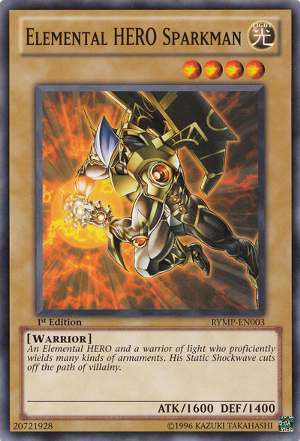 Elemental HERO Sparkman
LIGHT
光
1st Edition
RYMP-EN003
[Warrior]
An Elemental HERO and a warrior of light who proficiently
wields many kinds of armaments. His Static Shockwave cuts
off the path of villainy.
ATK/1600 DEF/1400
20721928
©1996 KAZUKI TAKAHASHI